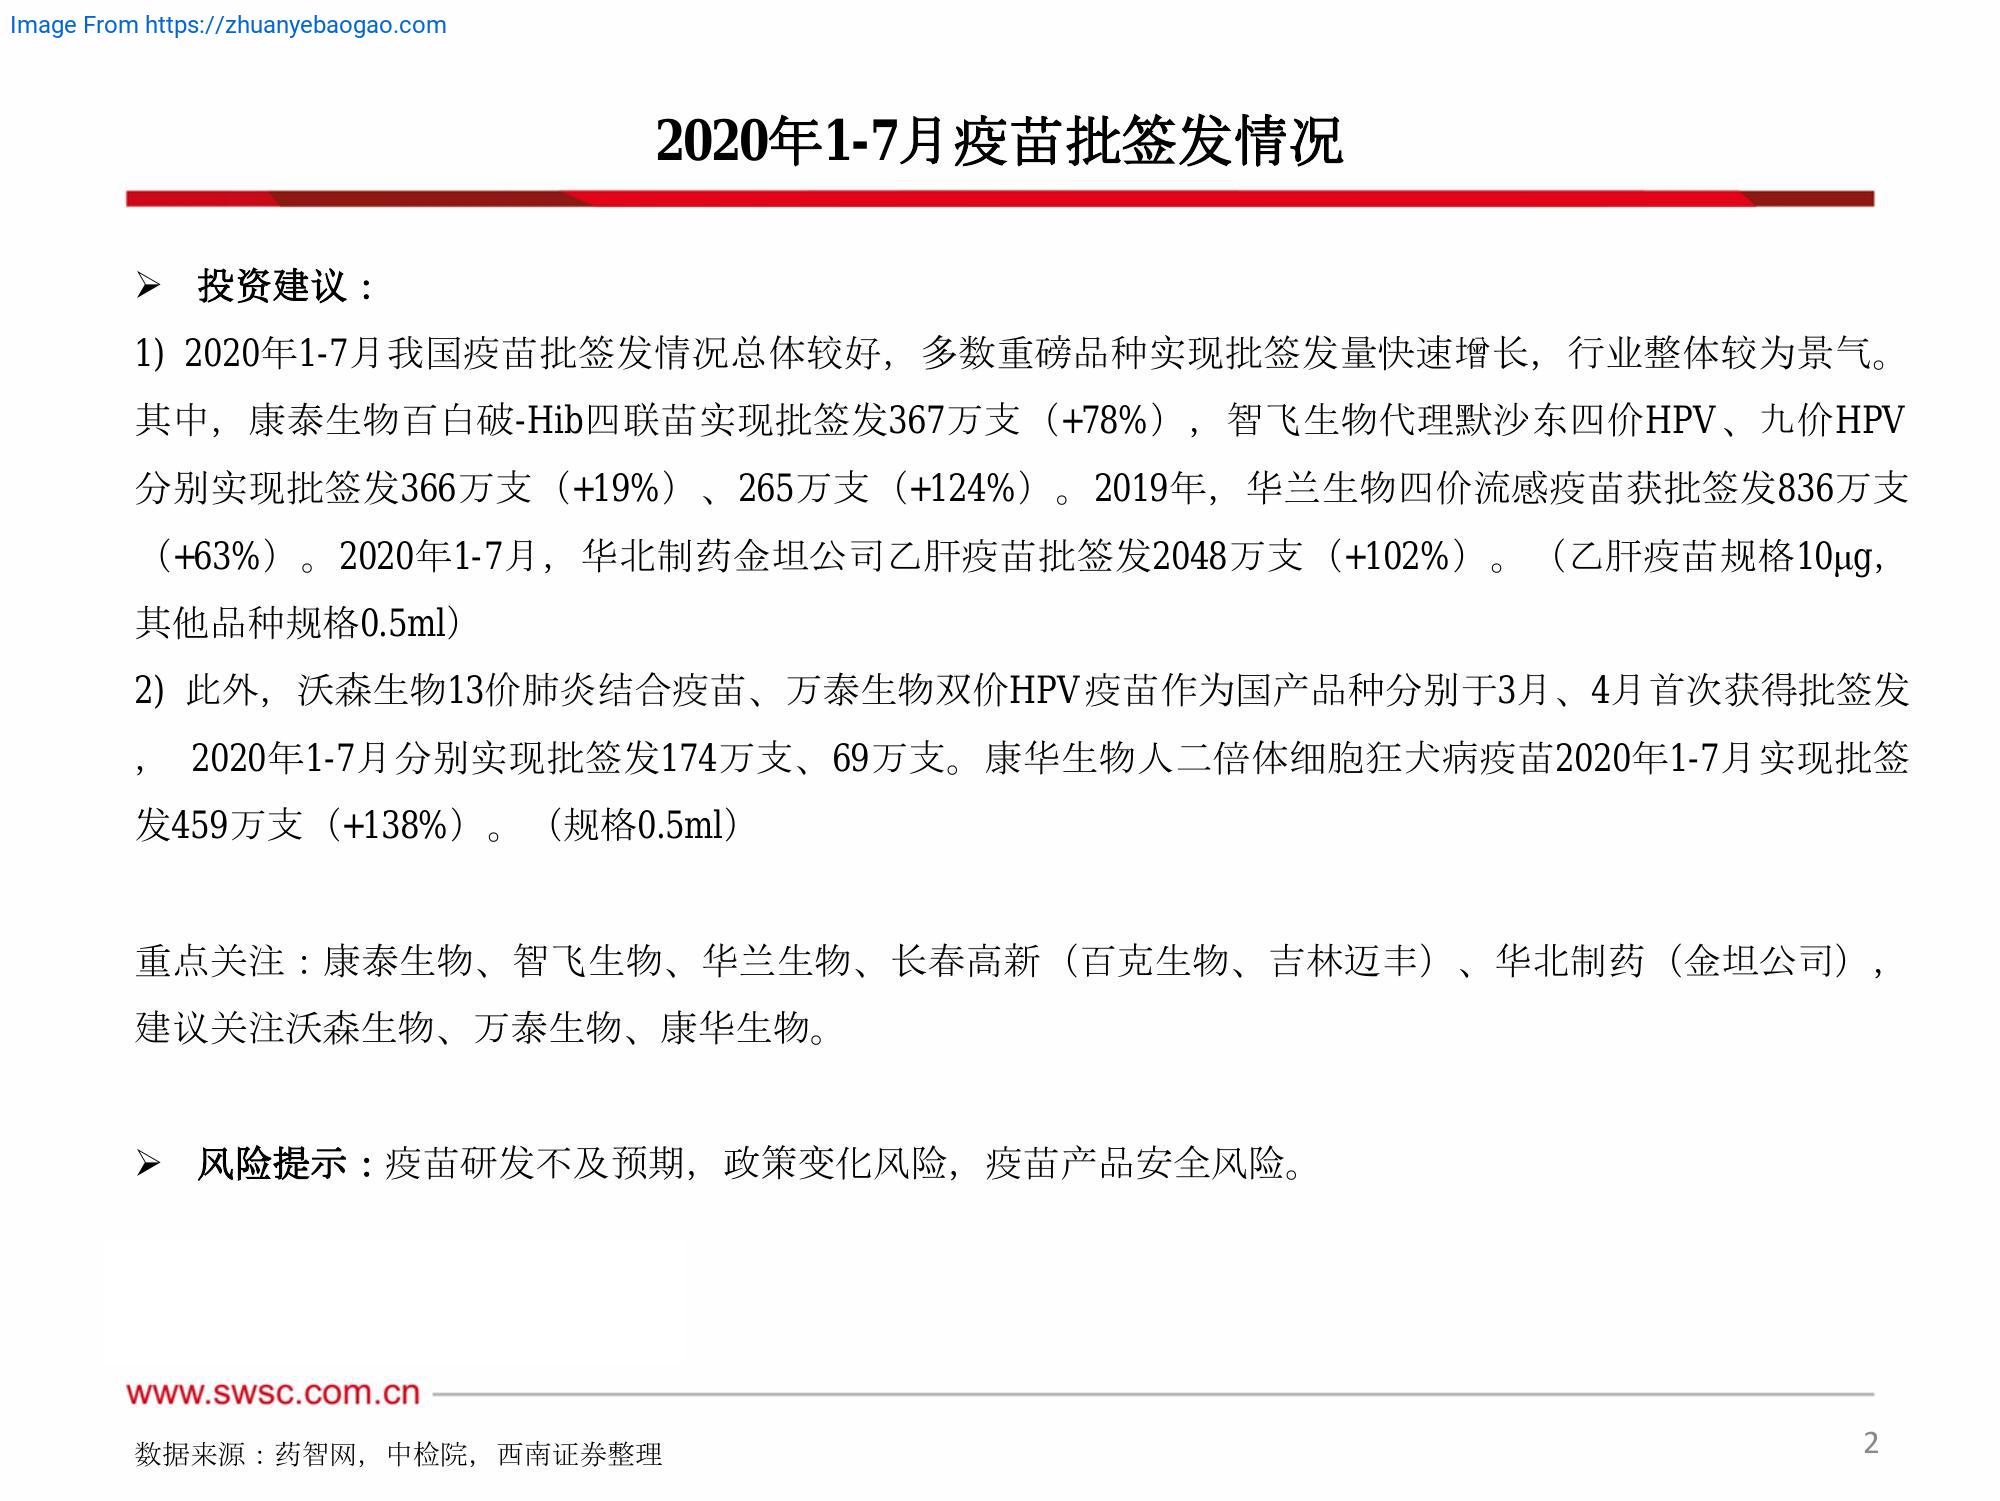 Image From https://zhuanyebaogao.com
2020年1-7月疫苗批签发情况
➢ 投资建议：
1) 2020年1-7月我国疫苗批签发情况总体较好，多数重磅品种实现批签发量快速增长，行业整体较为景气。
其中，康泰生物百白破-Hib四联苗实现批签发367万支（+78%），智飞生物代理默沙东四价HPV、九价HPV
分别实现批签发366万支（+19%）、265万支（+124%）。2019年，华兰生物四价流感疫苗获批签发836万支
（+63%）。2020年1-7月，华北制药金坦公司乙肝疫苗批签发2048万支（+102%）。（乙肝疫苗规格10μg，
其他品种规格0.5ml）
2) 此外，沃森生物13价肺炎结合疫苗、万泰生物双价HPV疫苗作为国产品种分别于3月、4月首次获得批签发
， 2020年1-7月分别实现批签发174万支、69万支。康华生物人二倍体细胞狂犬病疫苗2020年1-7月实现批签
发459万支（+138%）。（规格0.5ml）
重点关注：康泰生物、智飞生物、华兰生物、长春高新（百克生物、吉林迈丰）、华北制药（金坦公司），
建议关注沃森生物、万泰生物、康华生物。
➢ 风险提示：疫苗研发不及预期，政策变化风险，疫苗产品安全风险。
www.swsc.com.cn
数据来源：药智网，中检院，西南证券整理
2